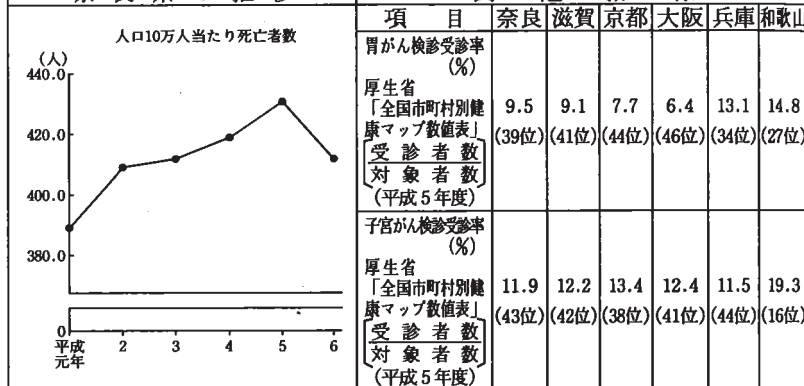 人口10万人当たり死亡者数
(人)
440.0
420.0
400.0
380.0
0
平成元年 2 3 4 5 6
項 目 奈良 滋賀 京都 大阪 兵庫 和歌山
胃がん検診受診率
(%)
厚生省
「全国市町村別健
康マップ数値表」
受診者数
対象者数
(平成5年度)
9.5 9.1 7.7 6.4 13.1 14.8
(39位) (41位) (44位) (46位) (34位) (27位)
子宮がん検診受診率
(%)
厚生省
「全国市町村別健
康マップ数値表」
受診者数
対象者数
(平成5年度)
11.9 12.2 13.4 12.4 11.5 19.3
(43位) (42位) (38位) (41位) (44位) (16位)